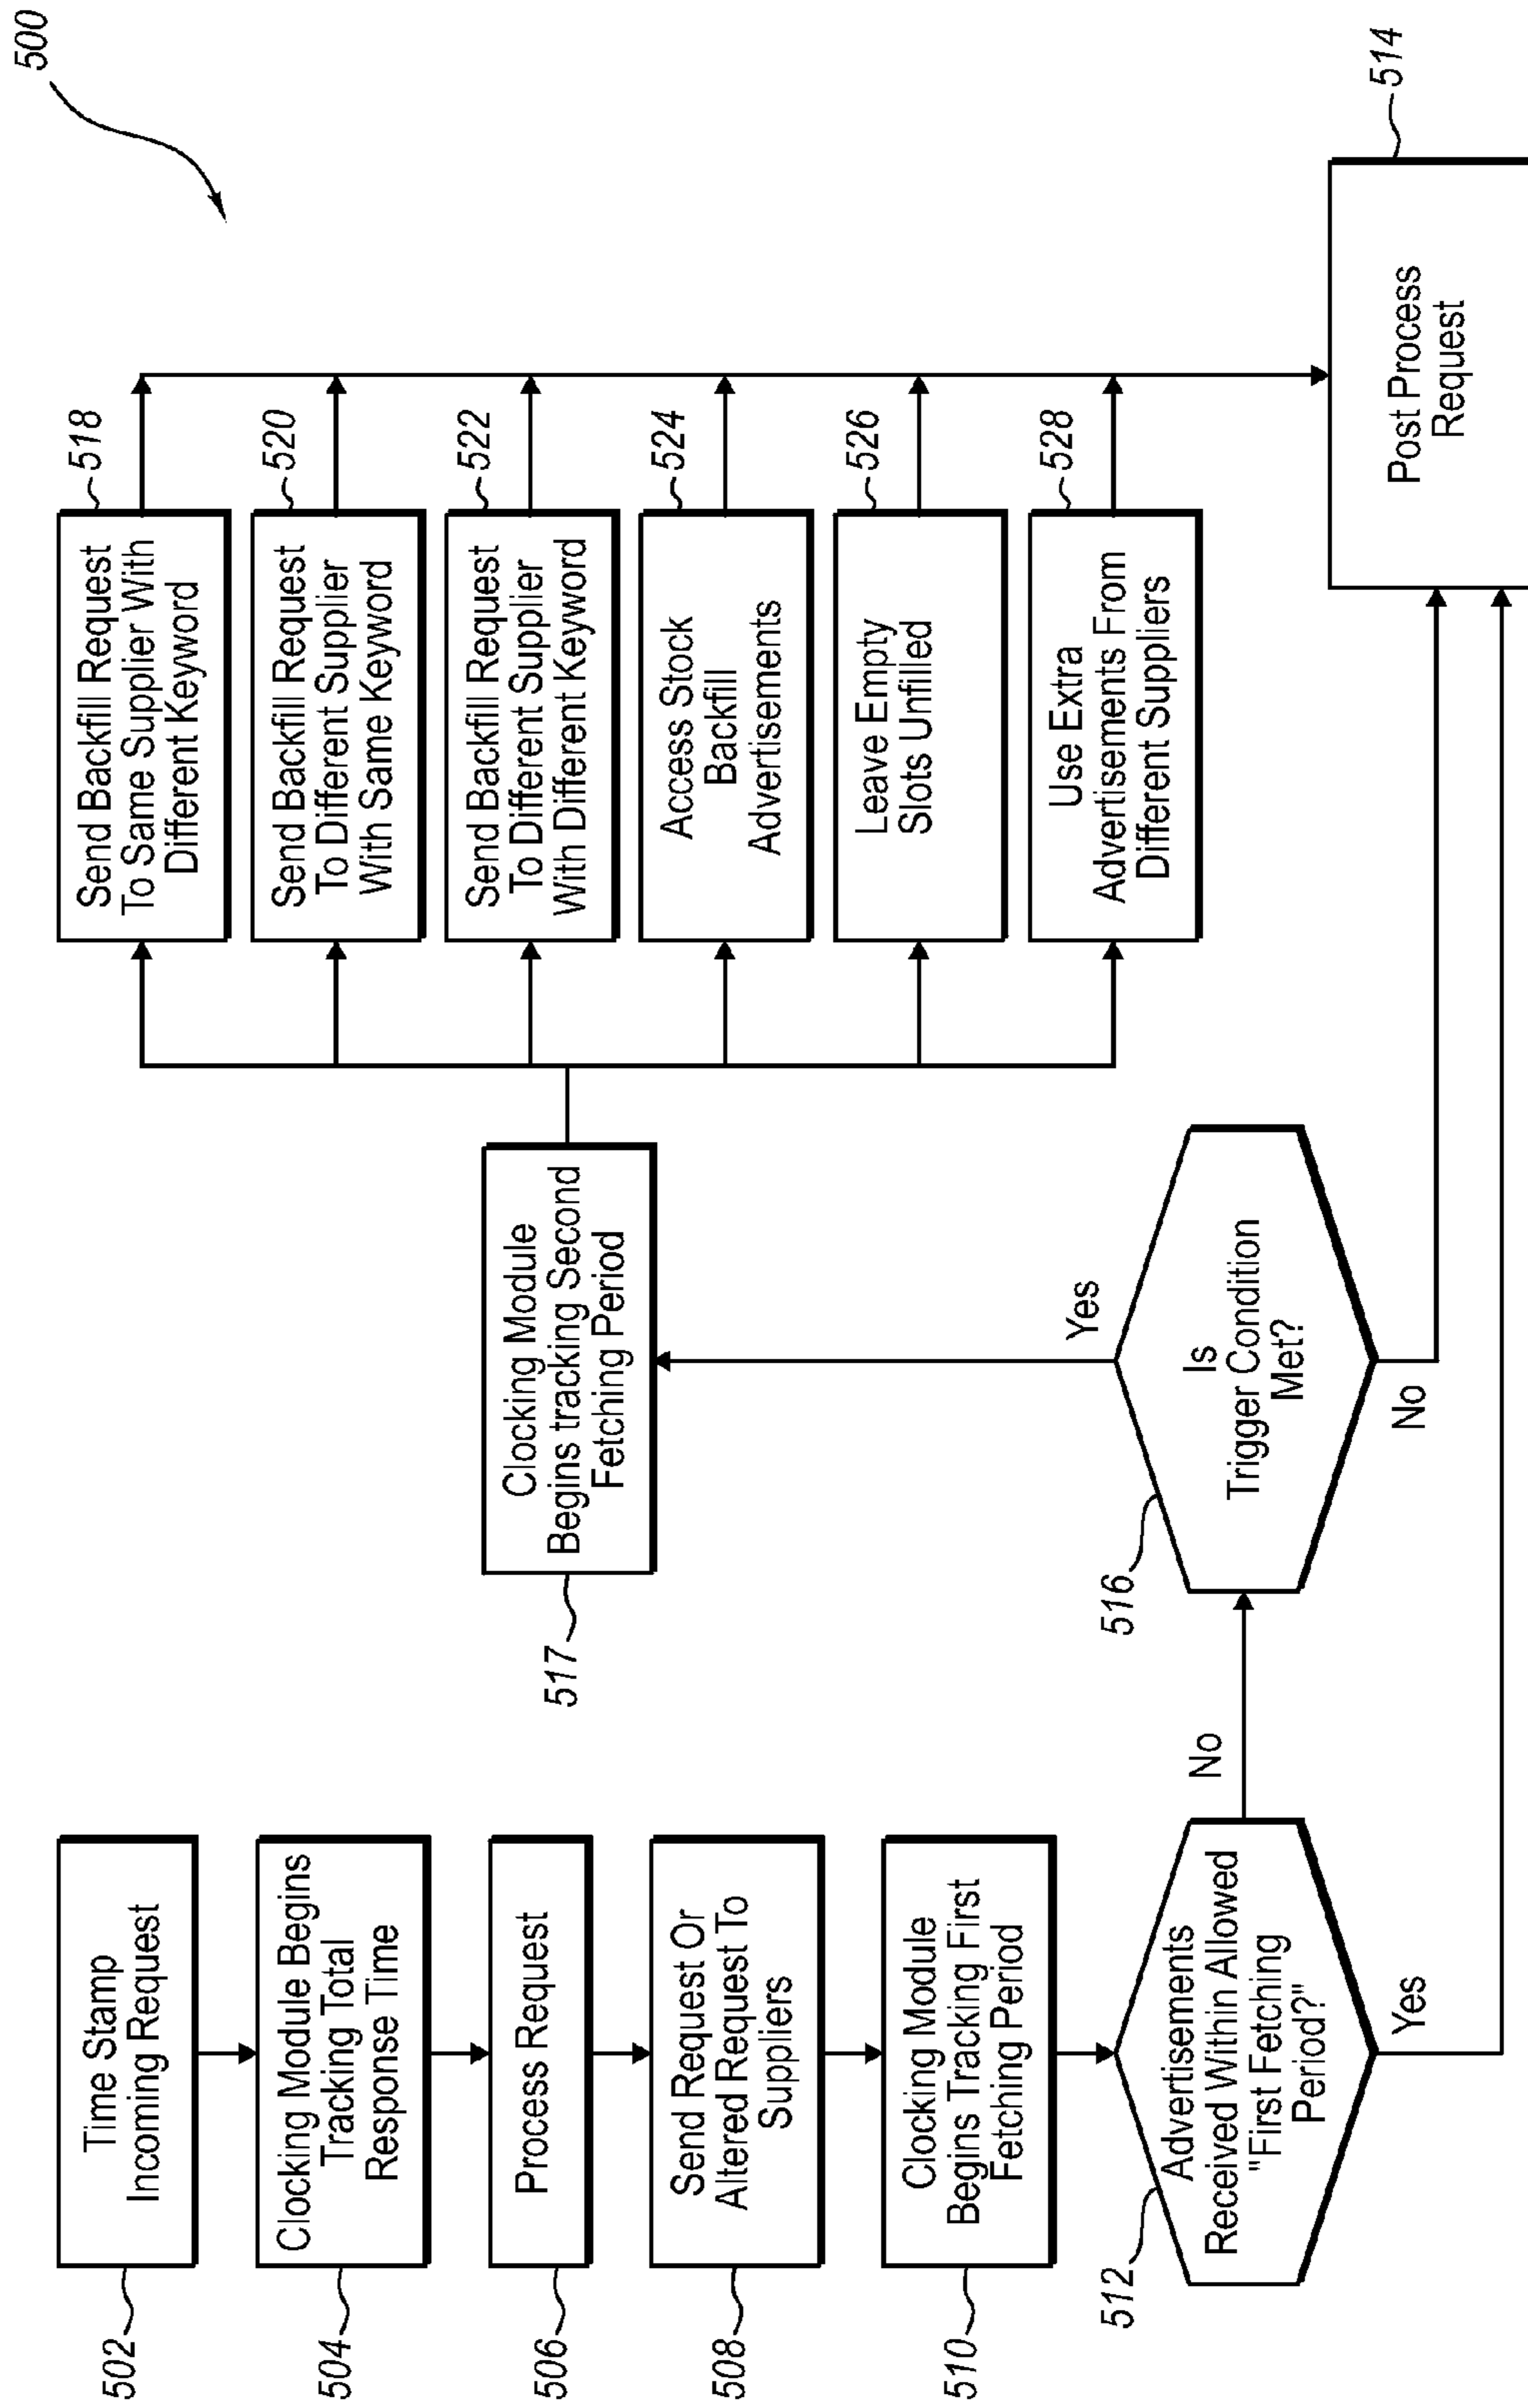 500
Time Stamp
Incoming Request
502
Clocking Module Begins
Tracking Total
Response Time
504
Process Request
506
Send Request Or
Altered Request To
Suppliers
508
Clocking Module
Begins Tracking First
Fetching Period
510
Advertisements
Received Within Allowed
"First Fetching
Period?"
512
No
Yes
Is
Trigger Condition
Met?
516
Yes
No
Clocking Module
Begins tracking Second
Fetching Period
517
Send Backfill Request
To Same Supplier With
Different Keyword
518
Send Backfill Request
To Different Supplier
With Same Keyword
520
Send Backfill Request
To Different Supplier
With Different Keyword
522
Access Stock
Backfill
Advertisements
524
Leave Empty
Slots Unfilled
526
Use Extra
Advertisements From
Different Suppliers
528
Post Process
Request
514